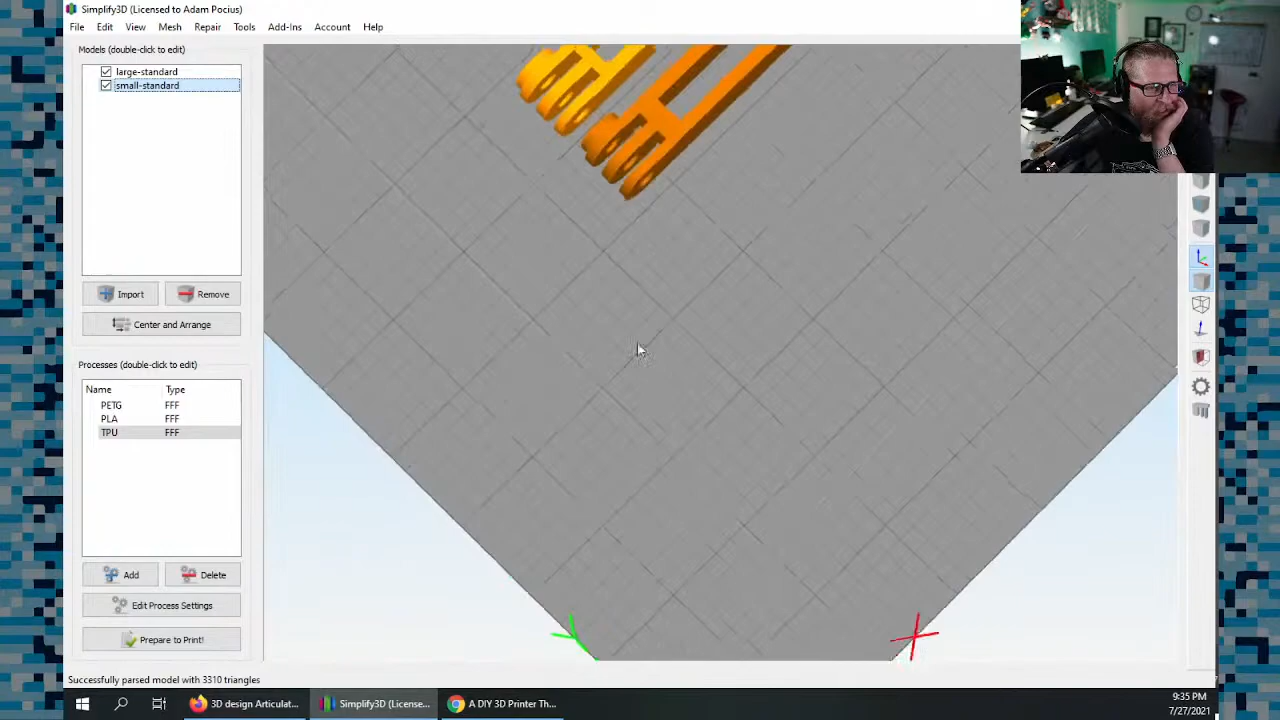 Simplify3D (Licensed to Adam Pocius)
File Edit View Mesh Repair Tools Add-Ins Account Help
Models (double-click to edit)
large-standard
small-standard
Import Remove
Center and Arrange
Processes (double-click to edit)
Name Type
PETG FFF
PLA FFF
TPU FFF
Add Delete
Edit Process Settings
Prepare to Print!
Successfully parsed model with 3310 triangles
3D design Articulat... Simplify3D (License... A DIY 3D Printer Th...
9:35 PM
7/27/2021